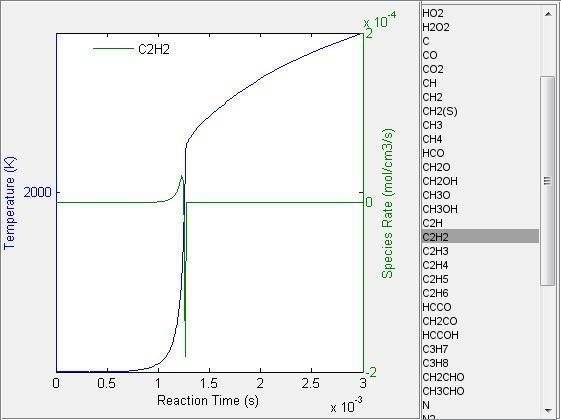 x 10^-4
2
C2H2
Temperature (K)
2000
0
Species Rate (mol/cm3/s)
-2
0 0.5 1 1.5 2 2.5 3
Reaction Time (s)
x 10^-3
HO2
H2O2
C
CO
CO2
CH
CH2
CH2(S)
CH3
CH4
HCO
CH2O
CH2OH
CH3O
CH3OH
C2H
C2H2
C2H3
C2H4
C2H5
C2H6
HCCO
CH2CO
HCCOH
C3H7
C3H8
CH2CHO
CH3CHO
N